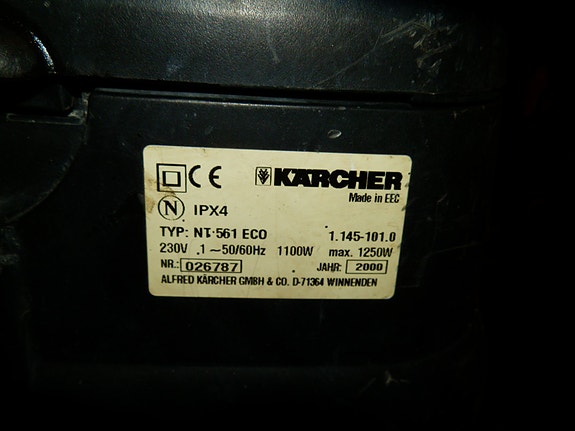 CE KÄRCHER
Made in EEC
N IPX4
TYP: NT 561 ECO 1.145-101.0
230V 1~50/60Hz 1100W max. 1250W
NR.: 026787 JAHR: 2000
ALFRED KÄRCHER GMBH & CO. D-71364 WINNENDEN